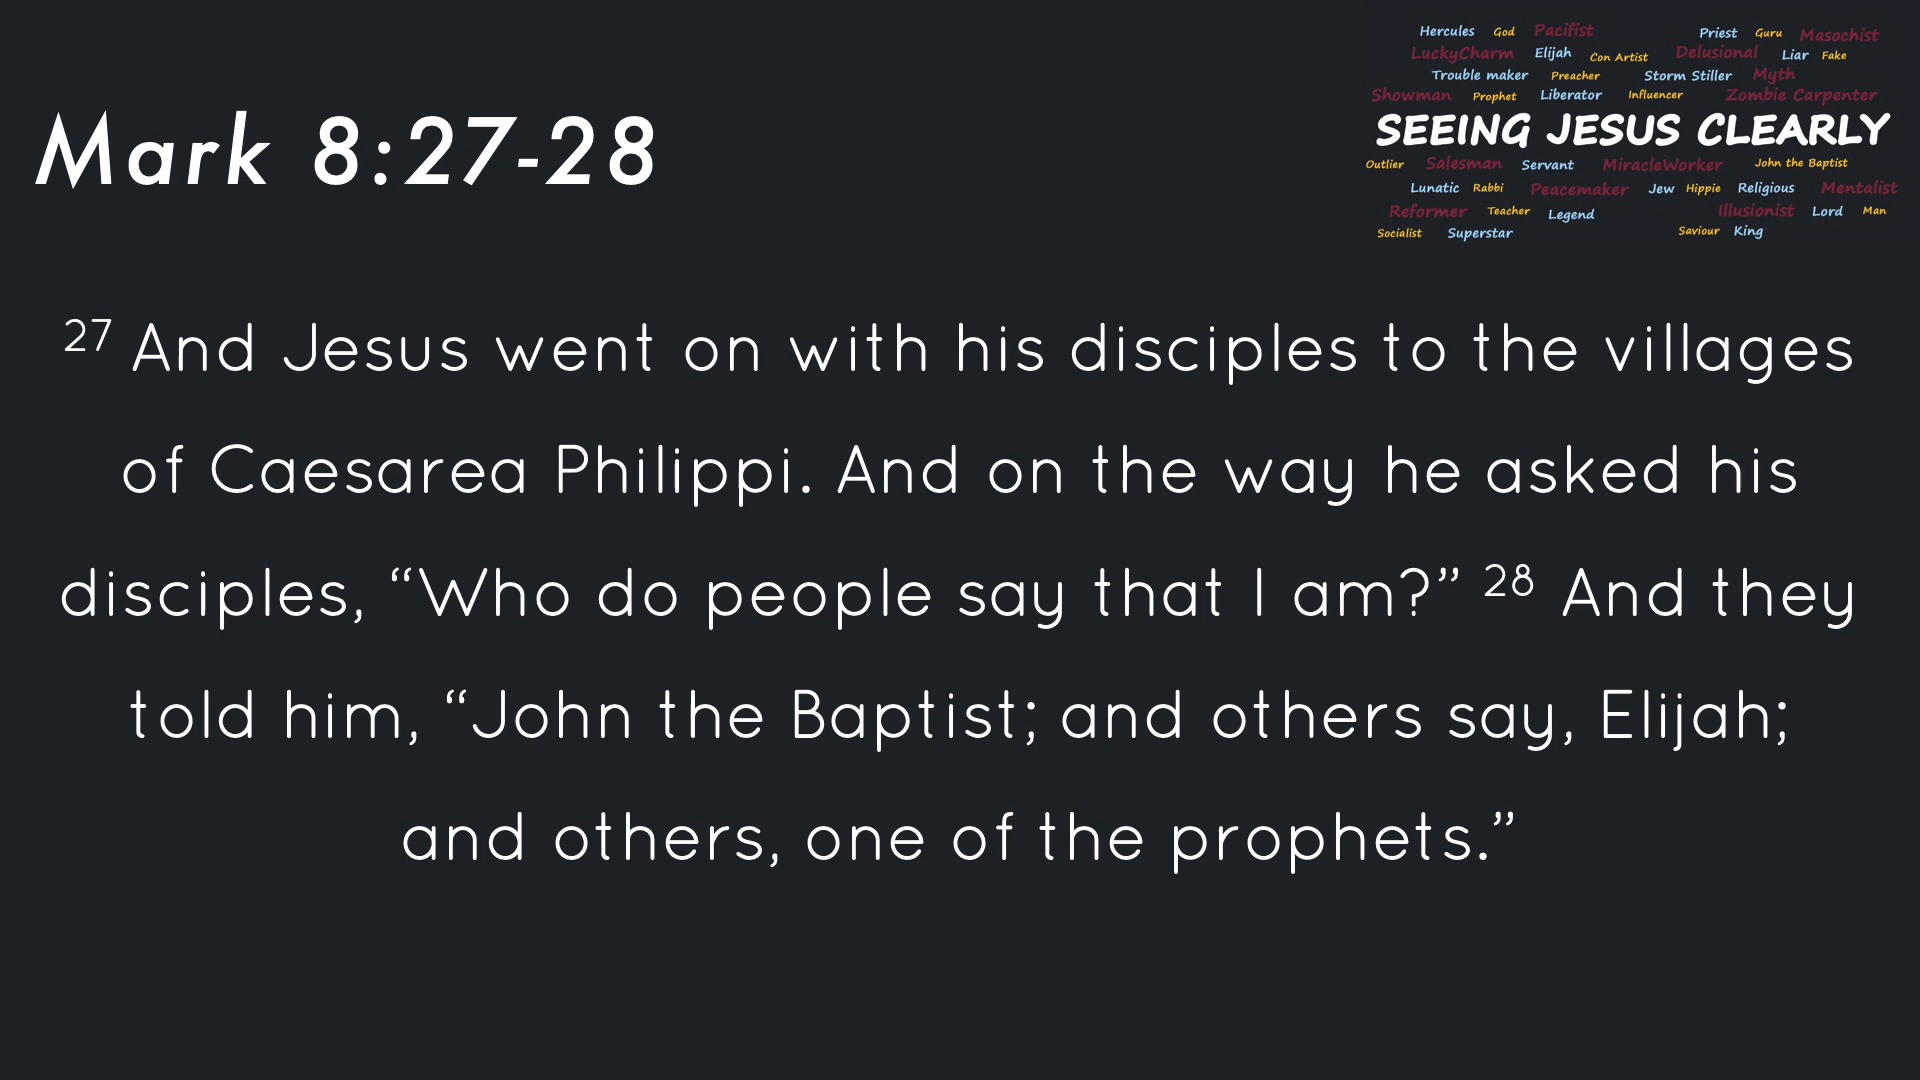 Mark 8:27-28
Hercules God Pacifist Priest Guru Masochist
LuckyCharm Elijah Con Artist Delusional Liar Fake
Trouble maker Preacher Storm Stiller Myth
Showman Prophet Liberator Influencer Zombie Carpenter
SEEING JESUS CLEARLY
Outlier Salesman Servant MiracleWorker John the Baptist
Lunatic Rabbi Peacemaker Jew Hippie Religious Mentalist
Reformer Teacher Legend Illusionist Lord Man
Socialist Superstar Saviour King
27 And Jesus went on with his disciples to the villages
of Caesarea Philippi. And on the way he asked his
disciples, “Who do people say that I am?” 28 And they
told him, “John the Baptist; and others say, Elijah;
and others, one of the prophets.”